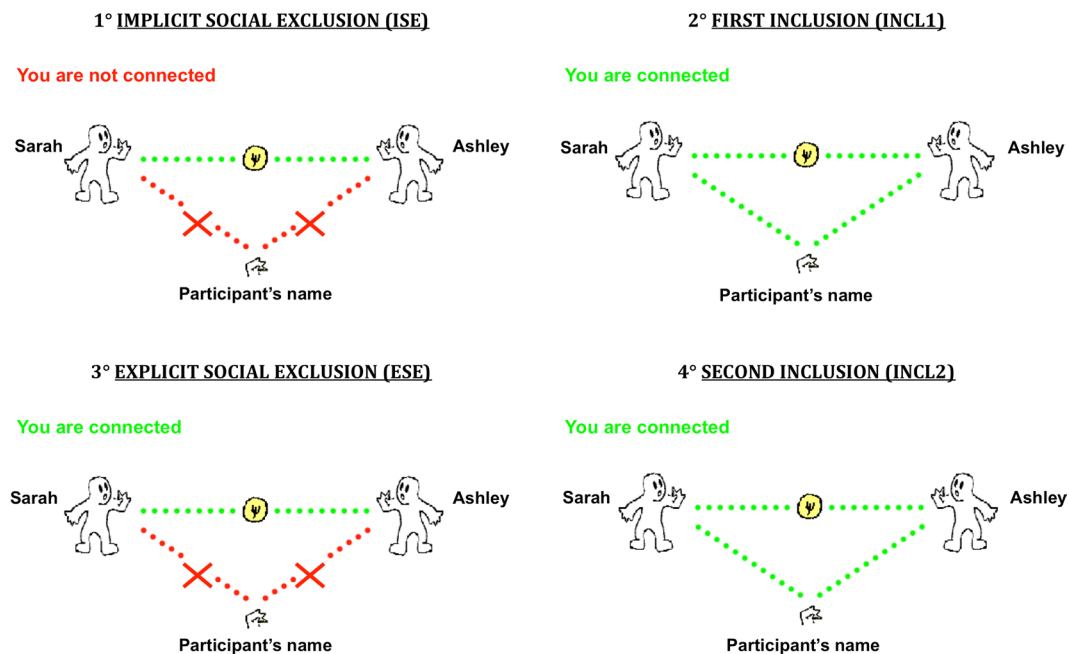 1° IMPLICIT SOCIAL EXCLUSION (ISE)
You are not connected
Sarah
Ψ
Ashley
Participant's name
2° FIRST INCLUSION (INCL1)
You are connected
Sarah
Ψ
Ashley
Participant's name
3° EXPLICIT SOCIAL EXCLUSION (ESE)
You are connected
Sarah
Ψ
Ashley
Participant's name
4° SECOND INCLUSION (INCL2)
You are connected
Sarah
Ψ
Ashley
Participant's name